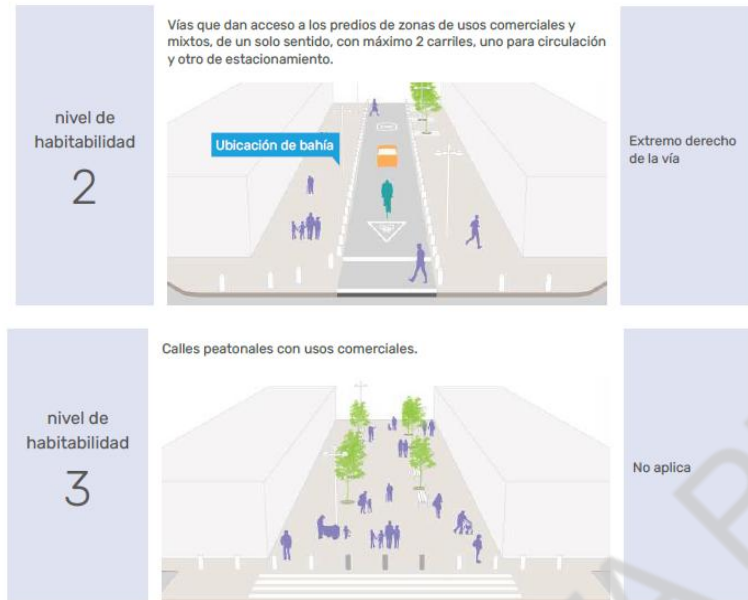 Vías que dan acceso a los predios de zonas de usos comerciales y
mixtos, de un solo sentido, con máximo 2 carriles, uno para circulación
y otro de estacionamiento.
nivel de
habitabilidad
2
Ubicación de bahía
Extremo derecho
de la vía
Calles peatonales con usos comerciales.
nivel de
habitabilidad
3
No aplica